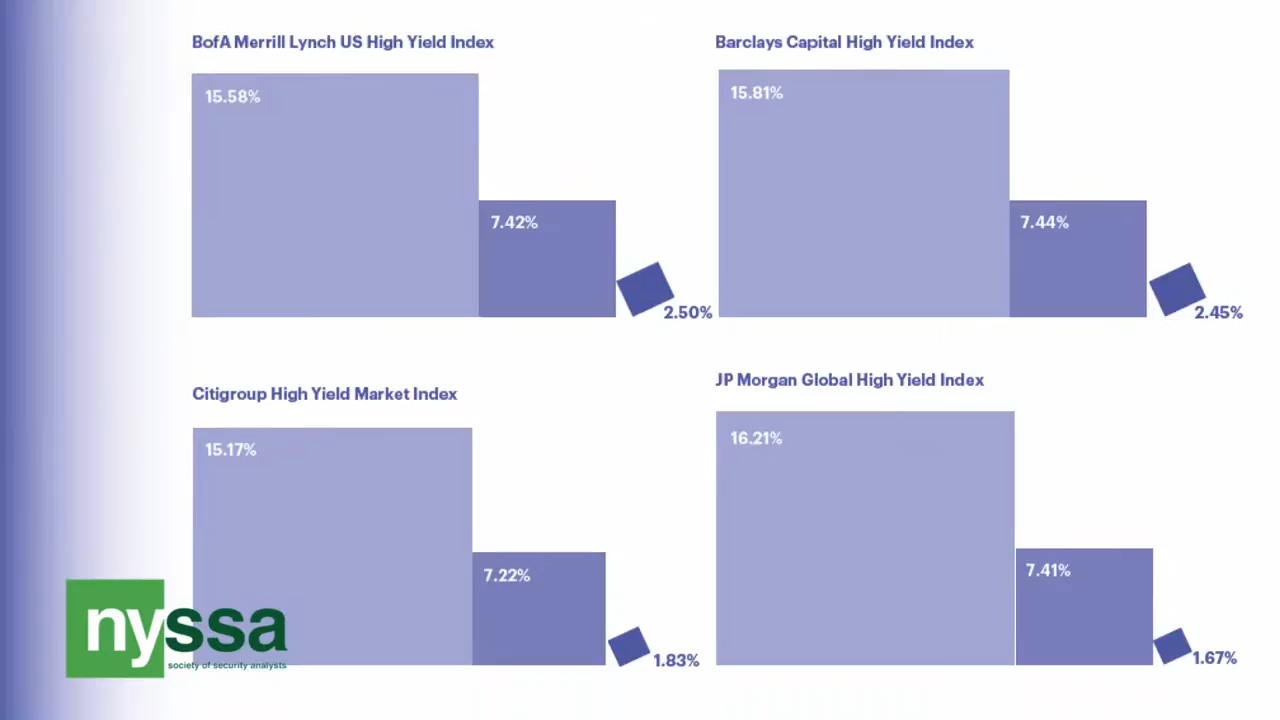 BofA Merrill Lynch US High Yield Index
15.58%
7.42%
2.50%
Barclays Capital High Yield Index
15.81%
7.44%
2.45%
Citigroup High Yield Market Index
15.17%
7.22%
1.83%
JP Morgan Global High Yield Index
16.21%
7.41%
1.67%
nyssa
society of security analysts